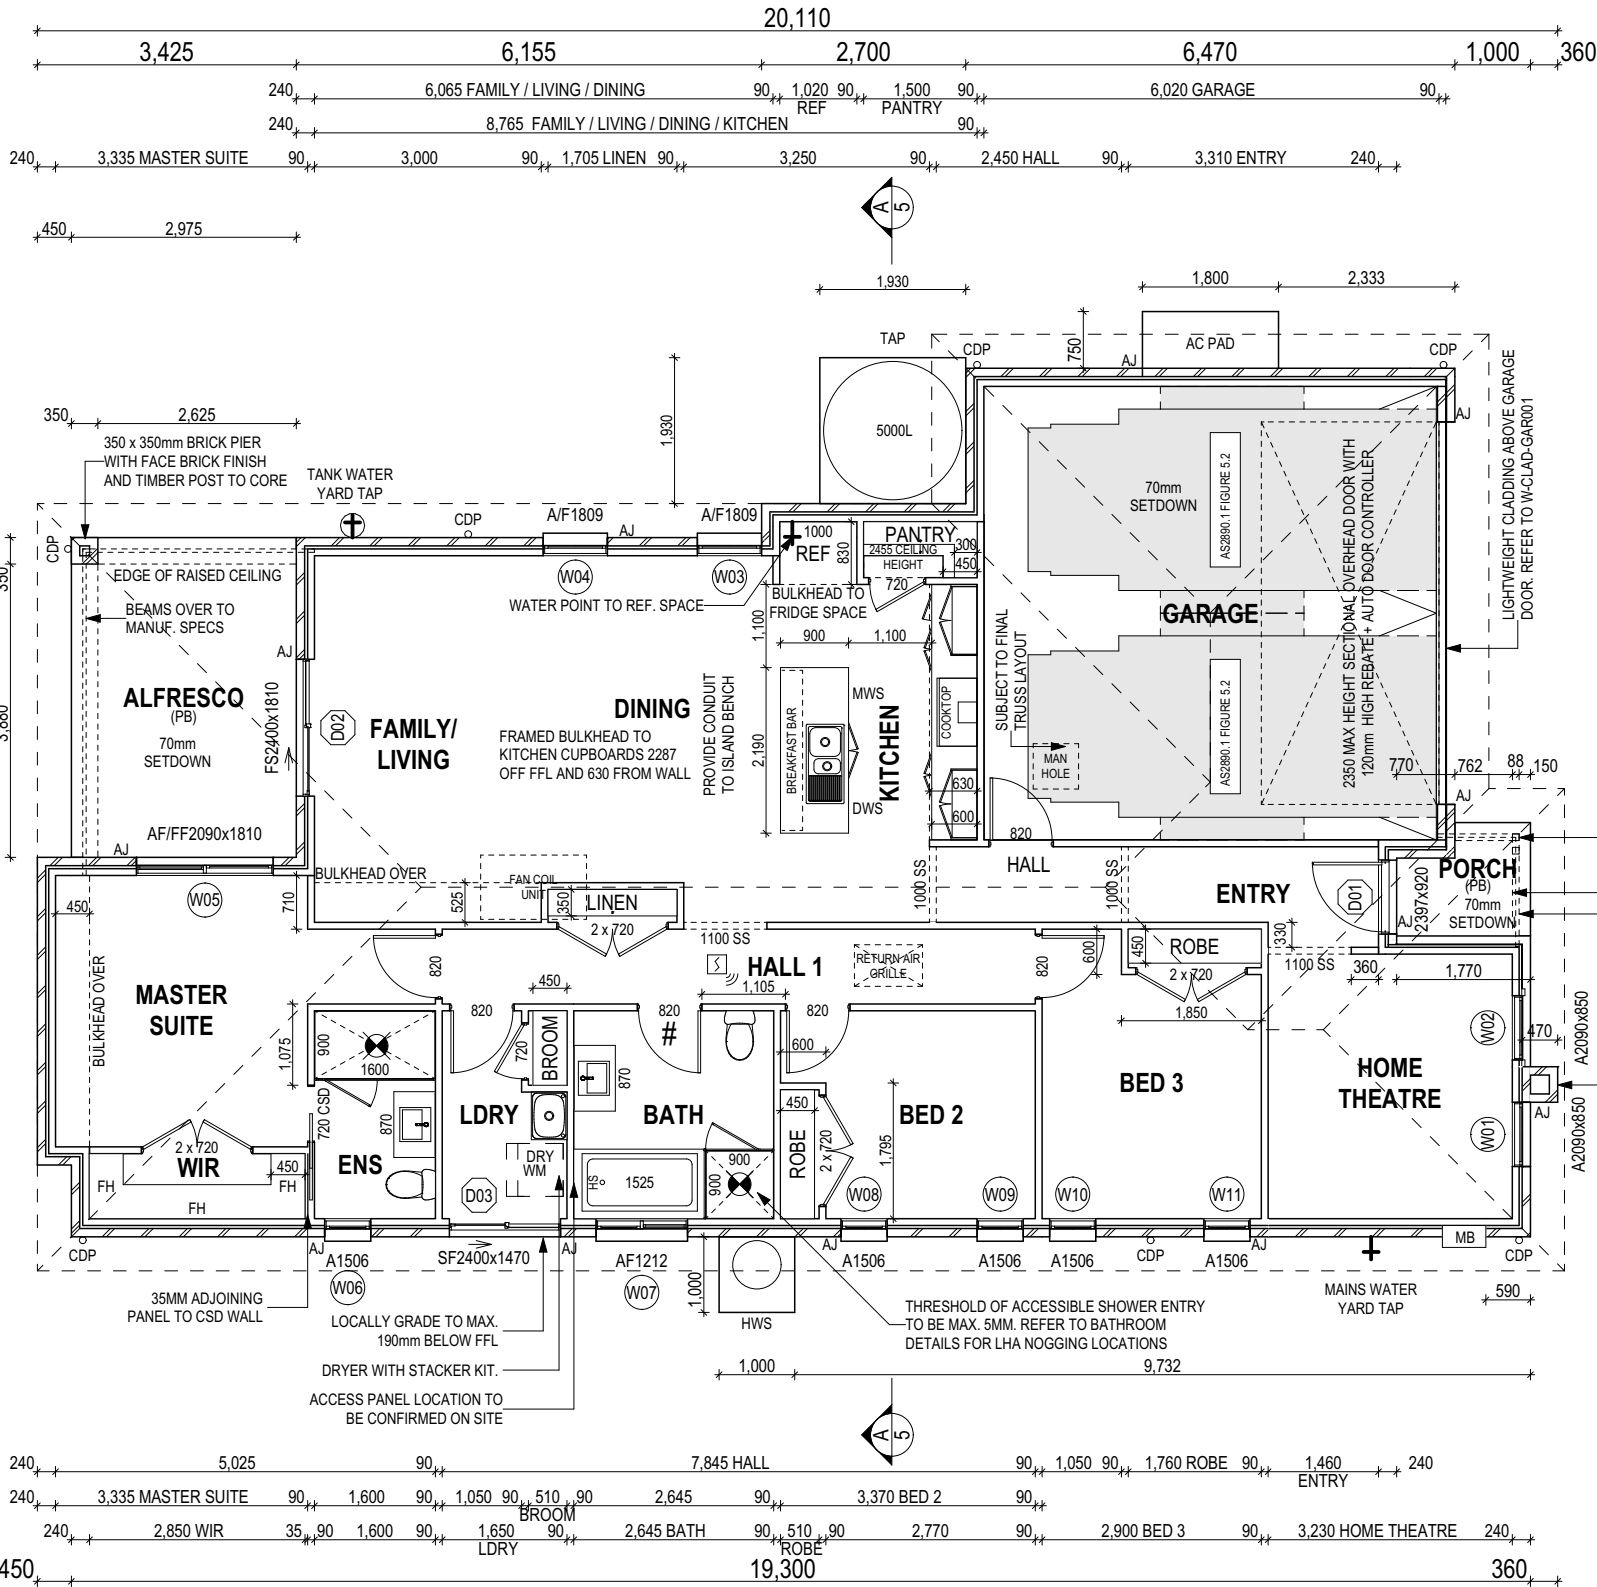 20,110
3,425 6,155 2,700 6,470 1,000 360
240 6,065 FAMILY / LIVING / DINING 90 1,020 90 1,500 90 6,020 GARAGE 90
REF PANTRY
240 8,765 FAMILY / LIVING / DINING / KITCHEN 90
240 3,335 MASTER SUITE 90 3,000 90 1,705 LINEN 90 3,250 90 2,450 HALL 90 3,310 ENTRY 240
A
5
450 2,975
1,930 1,800 2,333
TAP
CDP
AJ
750
AC PAD
CDP
AJ
350 2,625
1,930
5000L
350 x 350mm BRICK PIER
WITH FACE BRICK FINISH
AND TIMBER POST TO CORE
TANK WATER
YARD TAP
CDP
CDP
A/F1809
AJ
A/F1809
W04
W03
1000
REF
830
PANTRY
2455 CEILING
HEIGHT
300
450
720
70mm
SETDOWN
AS2890.1 FIGURE 5.2
AS2890.1 FIGURE 5.2
GARAGE
2350 MAX HEIGHT SECTIONAL OVERHEAD DOOR WITH
120mm HIGH REBATE + AUTO DOOR CONTROLLER
LIGHTWEIGHT CLADDING ABOVE GARAGE
DOOR. REFER TO W-CLAD-GAR001
350
3,880
EDGE OF RAISED CEILING
BEAMS OVER TO
MANUF. SPECS
WATER POINT TO REF. SPACE
BULKHEAD TO
FRIDGE SPACE
1,100
900 1,100
AJ
ALFRESCO
(PB)
70mm
SETDOWN
FS2400x1810
D02
FAMILY/
LIVING
DINING
FRAMED BULKHEAD TO
KITCHEN CUPBOARDS 2287
OFF FFL AND 630 FROM WALL
PROVIDE CONDUIT
TO ISLAND BENCH
2,190
BREAKFAST BAR
MWS
DWS
KITCHEN
COOKTOP
630
600
SUBJECT TO FINAL
TRUSS LAYOUT
MAN
HOLE
770 762 88 150
AJ
820
AF/FF2090x1810
AJ
BULKHEAD OVER
FAN COIL
UNIT
525
350
LINEN
2 x 720
1000 SS
HALL
1000 SS
ENTRY
D01
2397x920
PORCH
(PB)
70mm
SETDOWN
AJ
450
W05
710
BULKHEAD OVER
820
1100 SS
HALL 1
1,105
RETURN AIR
GRILLE
820
600
450
ROBE
2 x 720
1,850
330
1100 SS
360 1,770
MASTER
SUITE
450
820
820
#
820
600
900
1600
1,075
720
BROOM
870
W02
470
A2090x850
HOME
THEATRE
BED 3
BED 2
BATH
LDRY
720 CSD
870
2 x 720
WIR
450
FH
FH
FH
ENS
DRY
WM
HS
1525
900
900
450
ROBE
2 x 720
1,795
AJ
W01
A2090x850
D03
W08
W09
W10
W11
CDP
AJ
A1506
W06
SF2400x1470
AJ
AF1212
W07
AJ
A1506
A1506
A1506
CDP
A1506
AJ
MB
CDP
1,000
HWS
MAINS WATER
YARD TAP
590
35MM ADJOINING
PANEL TO CSD WALL
LOCALLY GRADE TO MAX.
190mm BELOW FFL
DRYER WITH STACKER KIT.
ACCESS PANEL LOCATION TO
BE CONFIRMED ON SITE
THRESHOLD OF ACCESSIBLE SHOWER ENTRY
TO BE MAX. 5MM. REFER TO BATHROOM
DETAILS FOR LHA NOGGING LOCATIONS
1,000 9,732
A
5
240 5,025 90 7,845 HALL 90 1,050 90 1,760 ROBE 90 1,460 240
ENTRY
240 3,335 MASTER SUITE 90 1,600 90 1,050 90 510 90 2,645 90 3,370 BED 2 90
BROOM
240 2,850 WIR 35 90 1,600 90 1,650 90 2,645 BATH 90 510 90 2,770 90 2,900 BED 3 90 3,230 HOME THEATRE 240
LDRY ROBE
450 19,300 360